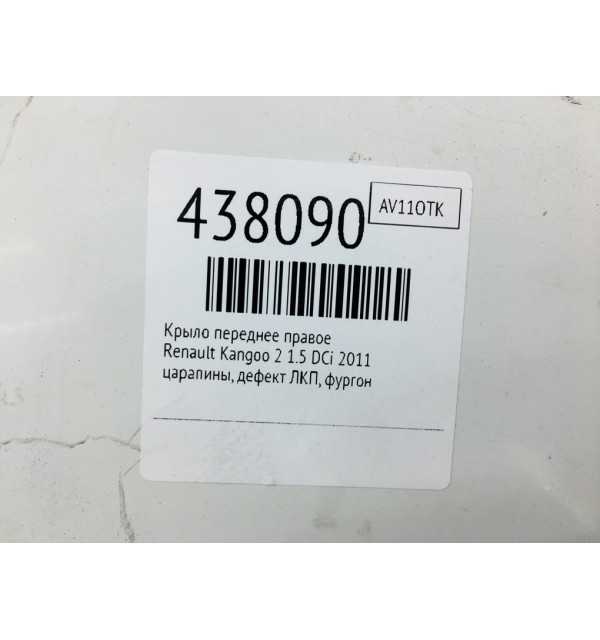 438090
AV11OTK
Крыло переднее правое
Renault Kangoo 2 1.5 DCi 2011
царапины, дефект ЛКП, фургон